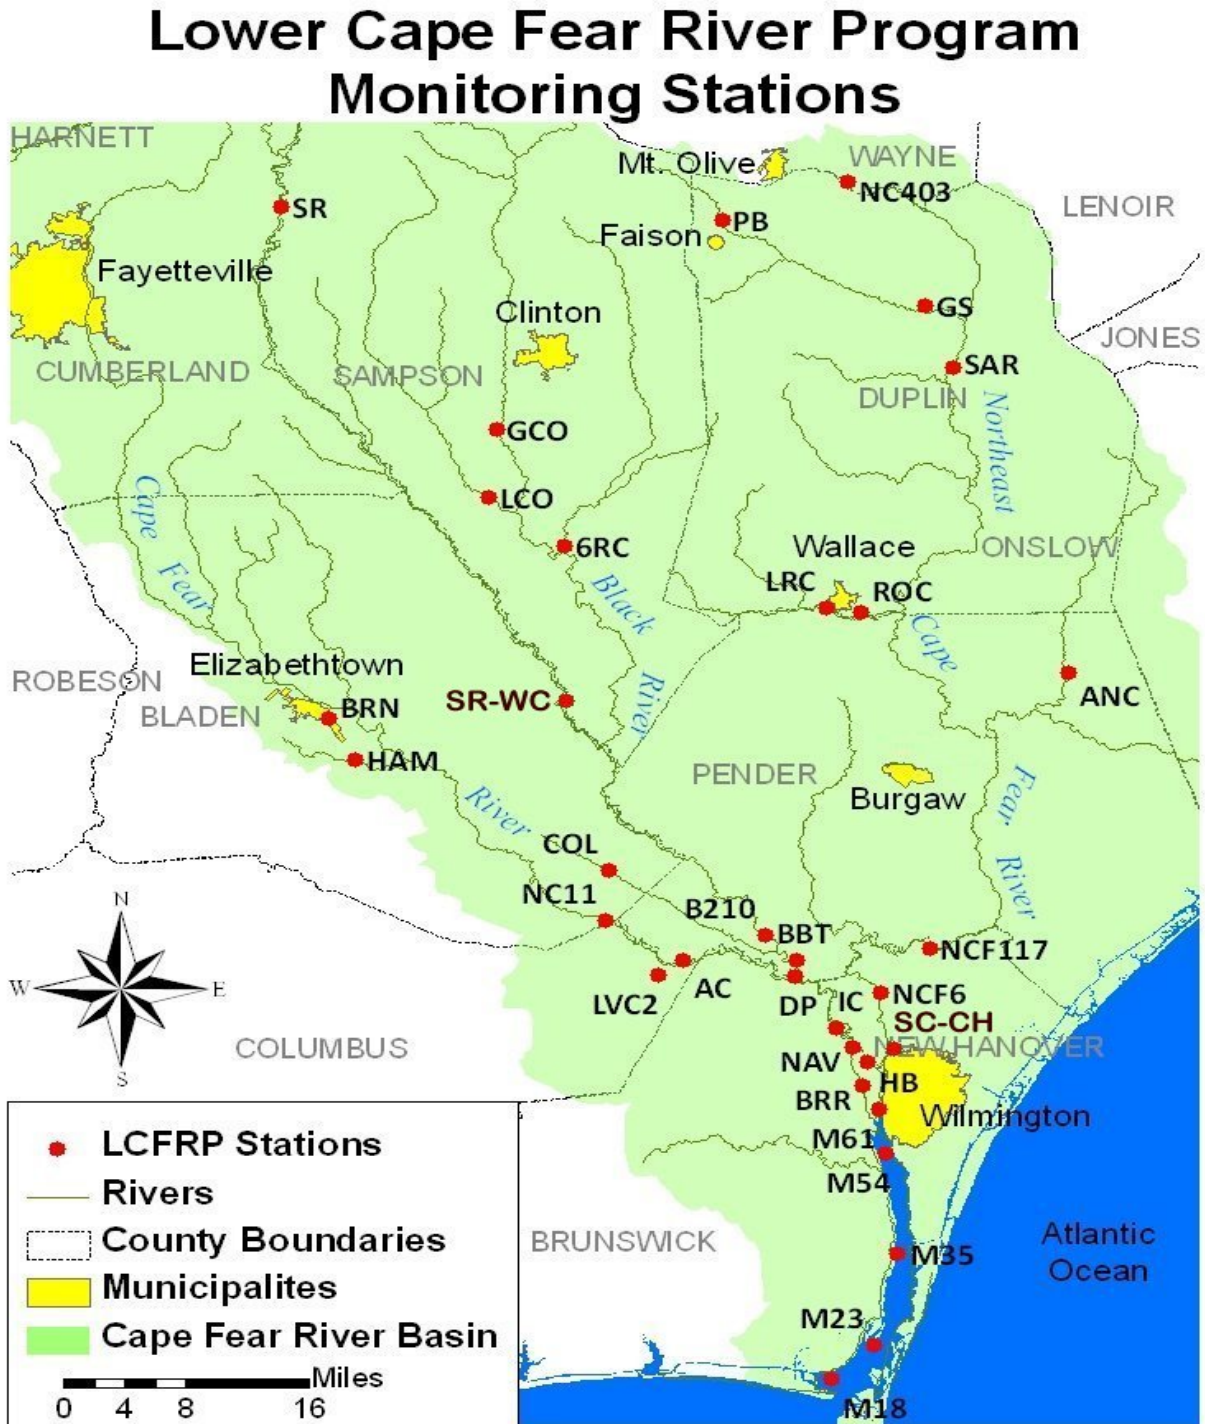 Lower Cape Fear River Program
Monitoring Stations
HARNETT
Mt. Olive
WAYNE
NC403
LENOIR
SR
PB
Faison
Fayetteville
Clinton
GS
JONES
CUMBERLAND
SAMPSON
SAR
DUPLIN
Northeast
GCO
Cape
LCO
6RC
Wallace
ONSLOW
Fear
Black
LRC
ROC
Cape
Elizabethtown
ROBESON
BLADEN
BRN
SR-WC
River
ANC
HAM
PENDER
Burgaw
Fear
River
COL
NC11
B210
River
BBT
NCF117
N
W
E
S
LVC2
AC
DP
IC
NCF6
SC-CH
COLUMBUS
NEW HANOVER
NAV
HB
BRR
Wilmington
M61
M54
LCFRP Stations
Rivers
County Boundaries
Municipalites
Cape Fear River Basin
Miles
0 4 8 16
BRUNSWICK
Atlantic
Ocean
M35
M23
M18